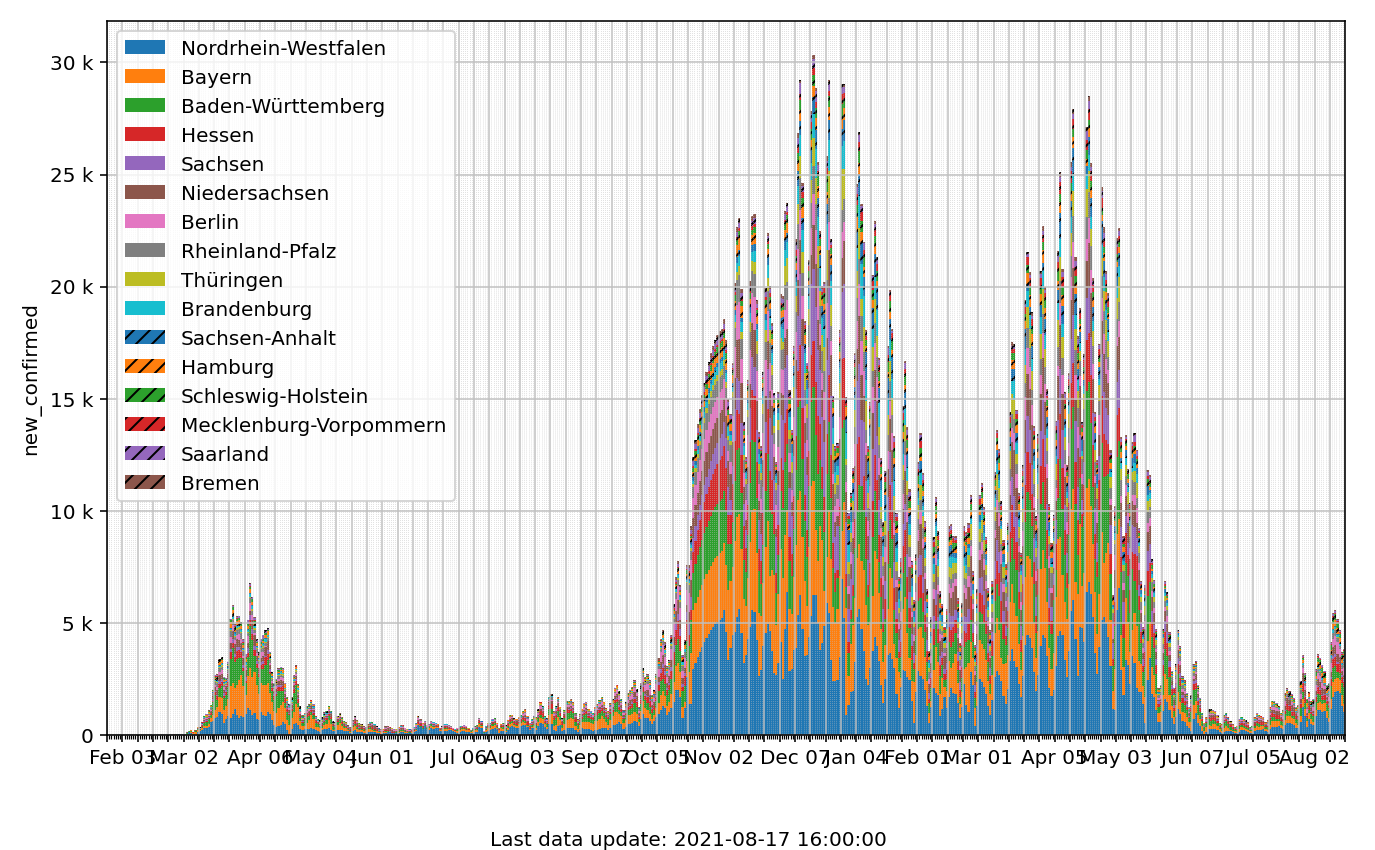 30 k
25 k
20 k
15 k
10 k
5 k
0
new_confirmed
Nordrhein-Westfalen
Bayern
Baden-Württemberg
Hessen
Sachsen
Niedersachsen
Berlin
Rheinland-Pfalz
Thüringen
Brandenburg
Sachsen-Anhalt
Hamburg
Schleswig-Holstein
Mecklenburg-Vorpommern
Saarland
Bremen
Feb 03 Mar 02 Apr 06 May 04 Jun 01 Jul 06 Aug 03 Sep 07 Oct 05 Nov 02 Dec 07 Jan 04 Feb 01 Mar 01 Apr 05 May 03 Jun 07 Jul 05 Aug 02
Last data update: 2021-08-17 16:00:00